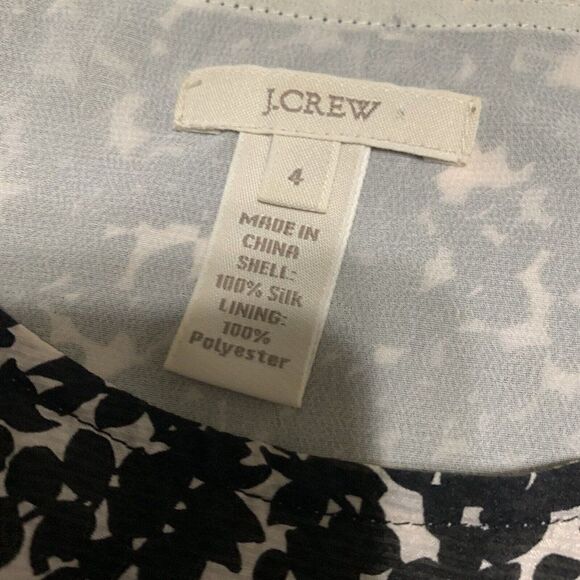 J.CREW
4
MADE IN
CHINA
SHELL:
100% Silk
LINING:
100%
Polyester